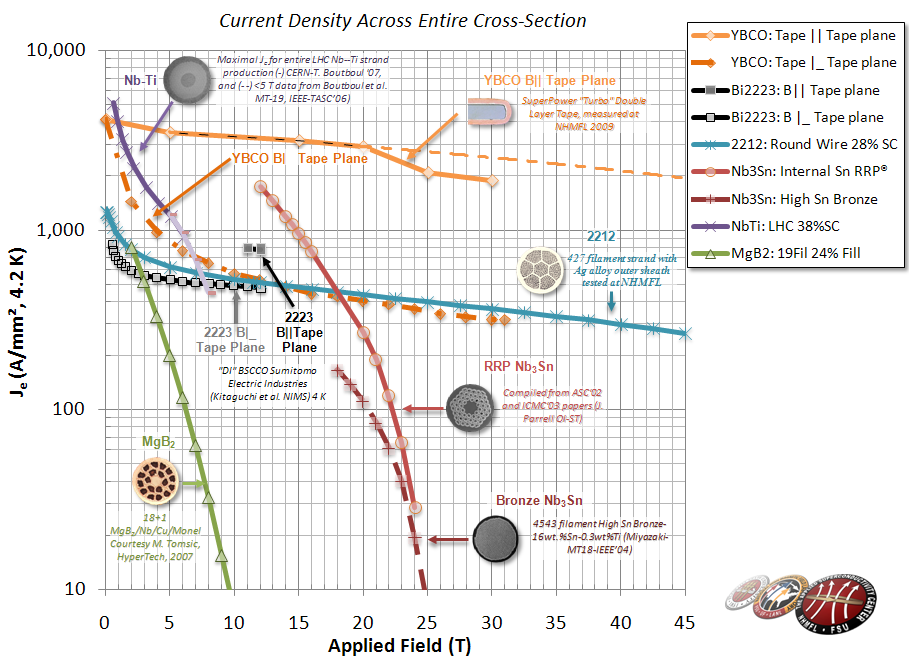 Current Density Across Entire Cross-Section
10,000
1,000
100
10
Jₑ (A/mm², 4.2 K)
0 5 10 15 20 25 30 35 40 45
Applied Field (T)
YBCO: Tape || Tape plane
YBCO: Tape |_ Tape plane
Bi2223: B|| Tape plane
Bi2223: B |_ Tape plane
2212: Round Wire 28% SC
Nb3Sn: Internal Sn RRP®
Nb3Sn: High Sn Bronze
NbTi: LHC 38%SC
MgB2: 19Fil 24% Fill
Nb-Ti
Maximal Jₑ for entire LHC Nb–Ti strand
production (-) CERN-T. Boutboul '07,
and (- -) <5 T data from Boutboul et al.
MT-19, IEEE-TASC'06)
YBCO B|| Tape Plane
SuperPower "Turbo" Double
Layer Tape, measured at
NHMFL 2009
YBCO B| Tape Plane
2212
427 filament strand with
Ag alloy outer sheath
tested at NHMFL
2223 B|_
Tape Plane
2223
B||Tape
Plane
"DI" BSCCO Sumitomo
Electric Industries
(Kitaguchi et al. NIMS) 4 K
RRP Nb₃Sn
Compiled from ASC'02
and ICMC'03 papers (J.
Parrell OI-ST)
MgB₂
18+1
MgB₂/Nb/Cu/Monel
Courtesy M. Tomsic,
HyperTech, 2007
Bronze Nb₃Sn
4543 filament High Sn Bronze-
16wt.%Sn-0.3wt%Ti (Miyazaki-
MT18-IEEE'04)
NHMFL FSU